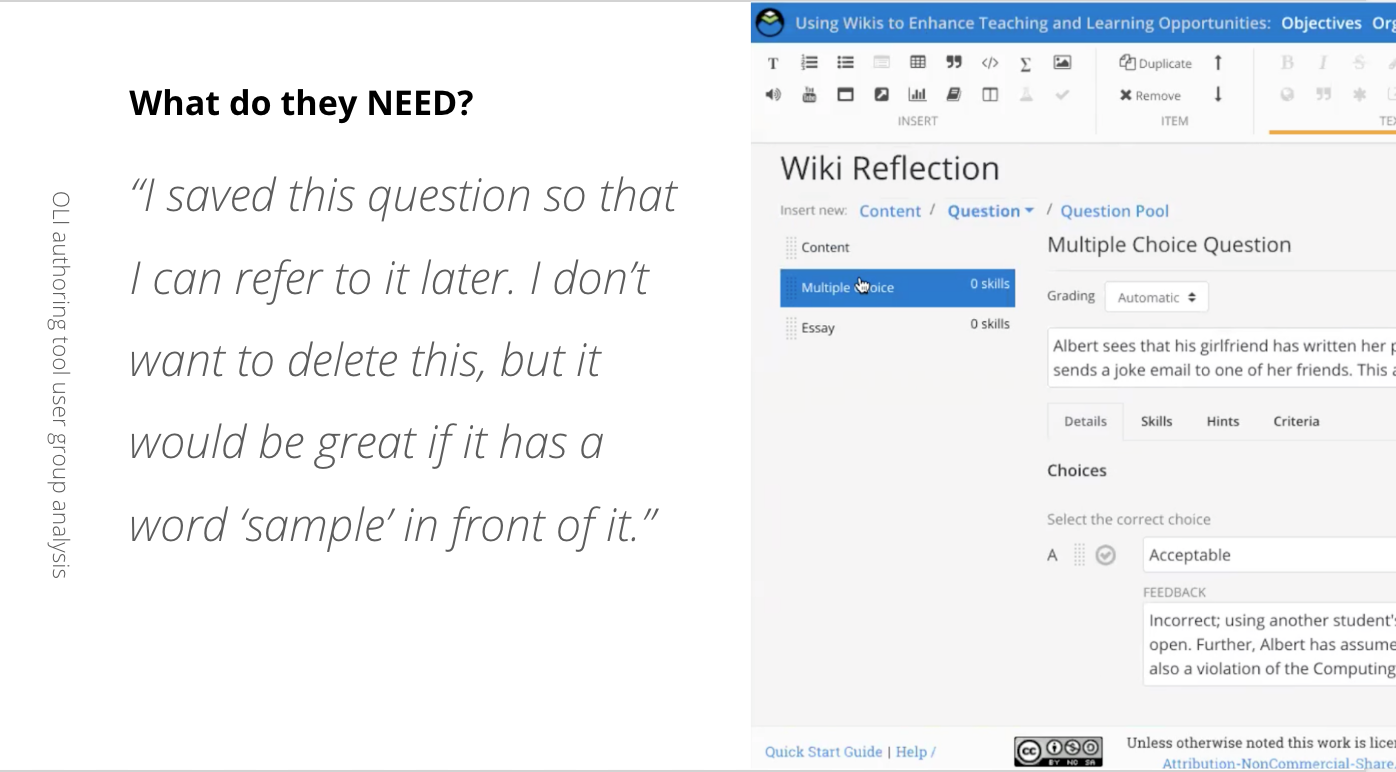 What do they NEED?
“I saved this question so that
I can refer to it later. I don’t
want to delete this, but it
would be great if it has a
word ‘sample’ in front of it.”
OLI authoring tool user group analysis
Using Wikis to Enhance Teaching and Learning Opportunities: Objectives Org
Duplicate
Remove
INSERT
ITEM
TEX
Wiki Reflection
Insert new: Content / Question / Question Pool
Content
Multiple Choice 0 skills
Essay 0 skills
Multiple Choice Question
Grading Automatic
Albert sees that his girlfriend has written her p
sends a joke email to one of her friends. This a
Details Skills Hints Criteria
Choices
Select the correct choice
A Acceptable
FEEDBACK
Incorrect; using another student's
open. Further, Albert has assume
also a violation of the Computing
Quick Start Guide | Help /
cc BY NC SA
Unless otherwise noted this work is licen
Attribution-NonCommercial-Share